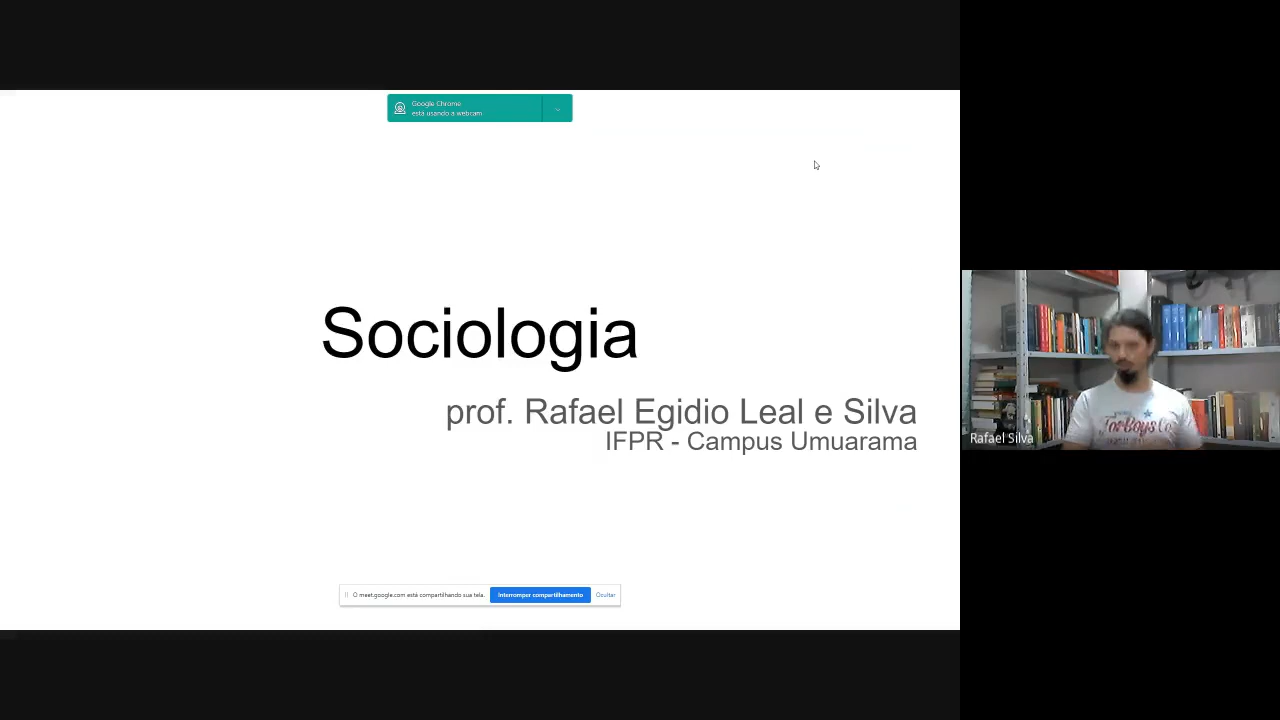 Google Chrome
está usando a webcam
Sociologia
prof. Rafael Egidio Leal e Silva
IFPR - Campus Umuarama
Rafael Silva
O meet.google.com está compartilhando sua tela.
Interromper compartilhamento
Ocultar